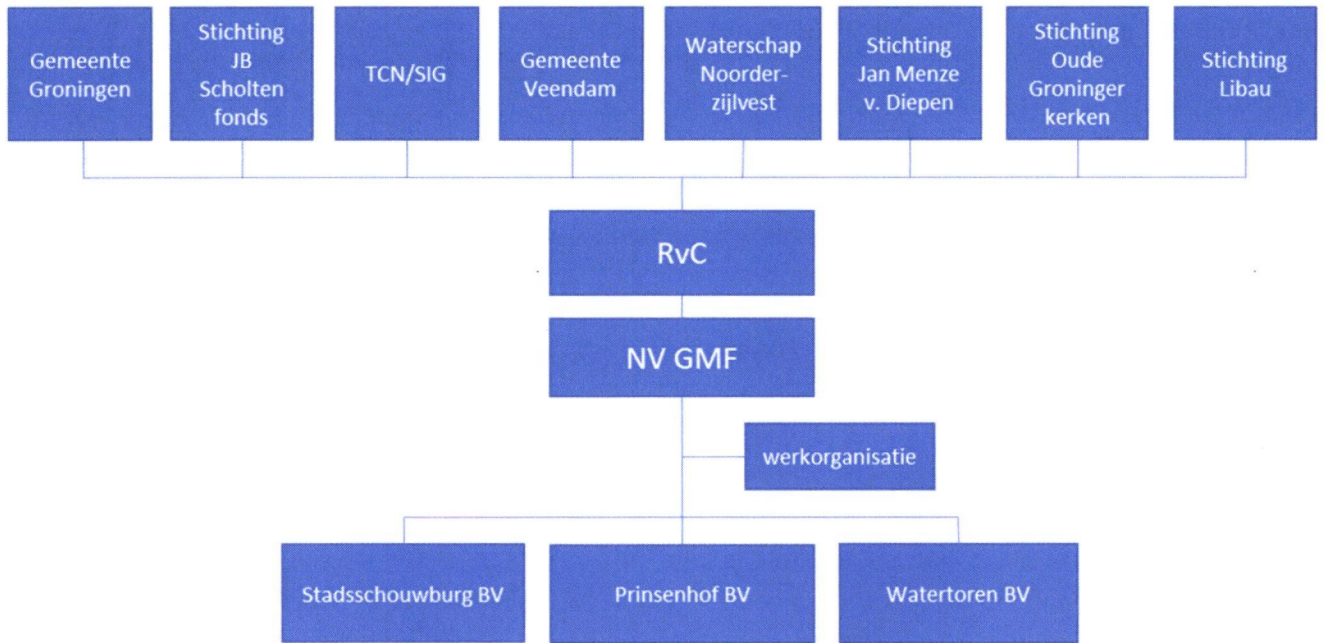 Gemeente
Groningen
Stichting
JB
Scholten
fonds
TCN/SIG
Gemeente
Veendam
Waterschap
Noorder-
zijlvest
Stichting
Jan Menze
v. Diepen
Stichting
Oude
Groninger
kerken
Stichting
Libau
RvC
NV GMF
werkorganisatie
Stadsschouwburg BV
Prinsenhof BV
Watertoren BV